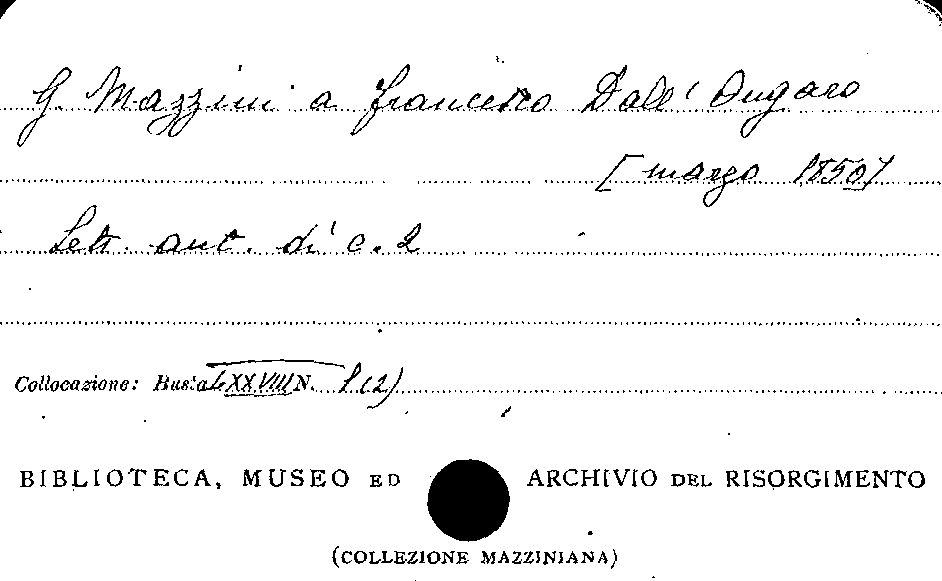 G. Mazzini a Francesco Dall'Ongaro
[marzo 1850]
Lett. aut. di c. 2
Collocazione: Busta LXXVIII N. 1 (2)
BIBLIOTECA, MUSEO ED ARCHIVIO DEL RISORGIMENTO
(COLLEZIONE MAZZINIANA)